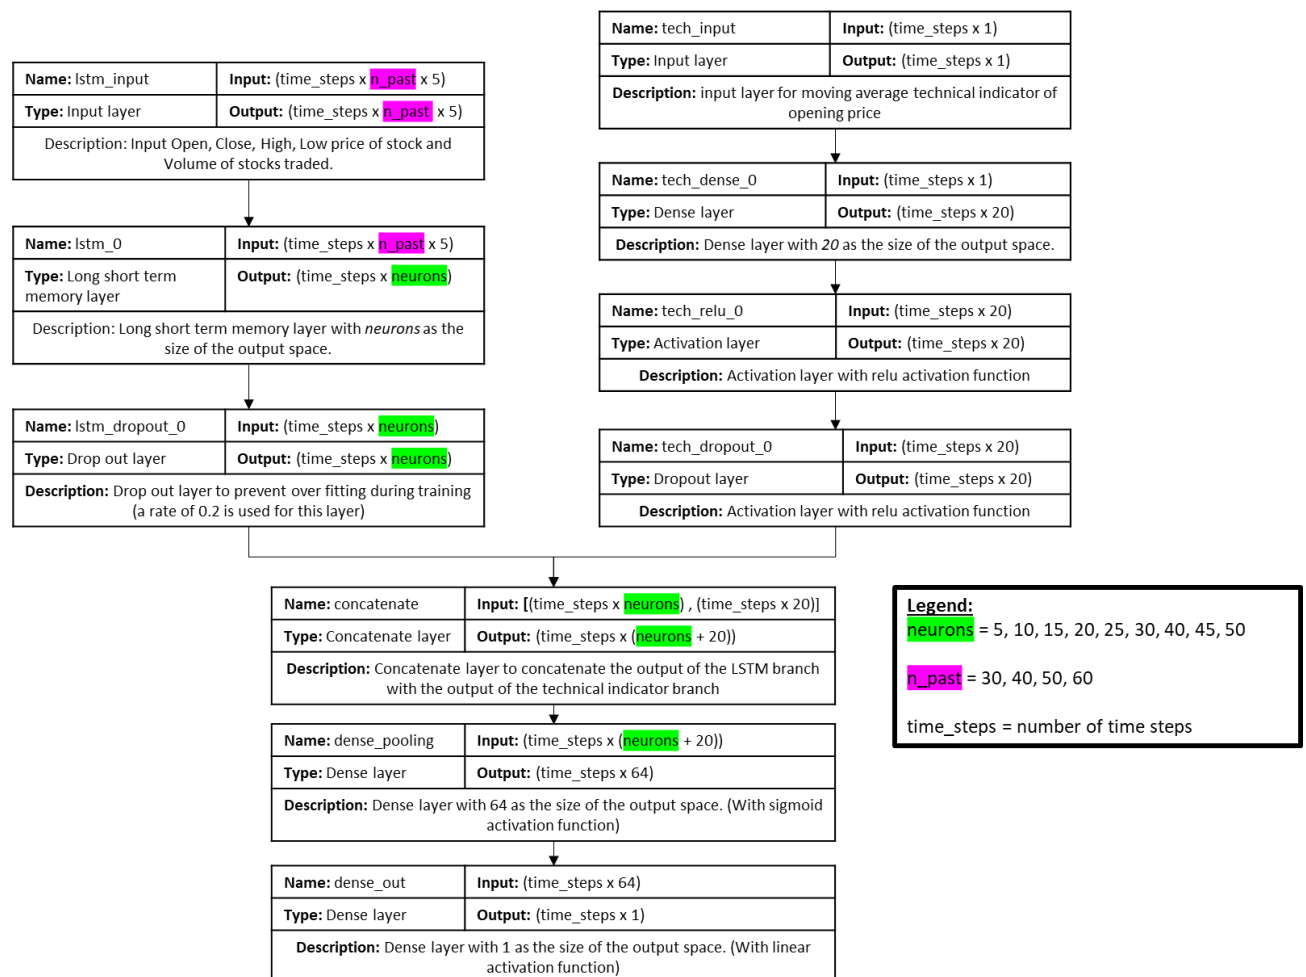 Name: lstm_input
Input: (time_steps x n_past x 5)
Type: Input layer
Output: (time_steps x n_past x 5)
Description: Input Open, Close, High, Low price of stock and
Volume of stocks traded.
Name: lstm_0
Input: (time_steps x n_past x 5)
Type: Long short term
memory layer
Output: (time_steps x neurons)
Description: Long short term memory layer with neurons as the
size of the output space.
Name: lstm_dropout_0
Input: (time_steps x neurons)
Type: Drop out layer
Output: (time_steps x neurons)
Description: Drop out layer to prevent over fitting during training
(a rate of 0.2 is used for this layer)
Name: tech_input
Input: (time_steps x 1)
Type: Input layer
Output: (time_steps x 1)
Description: input layer for moving average technical indicator of
opening price
Name: tech_dense_0
Input: (time_steps x 1)
Type: Dense layer
Output: (time_steps x 20)
Description: Dense layer with 20 as the size of the output space.
Name: tech_relu_0
Input: (time_steps x 20)
Type: Activation layer
Output: (time_steps x 20)
Description: Activation layer with relu activation function
Name: tech_dropout_0
Input: (time_steps x 20)
Type: Dropout layer
Output: (time_steps x 20)
Description: Activation layer with relu activation function
Name: concatenate
Input: [(time_steps x neurons) , (time_steps x 20)]
Type: Concatenate layer
Output: (time_steps x (neurons + 20))
Description: Concatenate layer to concatenate the output of the LSTM branch
with the output of the technical indicator branch
Name: dense_pooling
Input: (time_steps x (neurons + 20))
Type: Dense layer
Output: (time_steps x 64)
Description: Dense layer with 64 as the size of the output space. (With sigmoid
activation function)
Name: dense_out
Input: (time_steps x 64)
Type: Dense layer
Output: (time_steps x 1)
Description: Dense layer with 1 as the size of the output space. (With linear
activation function)
Legend:
neurons = 5, 10, 15, 20, 25, 30, 40, 45, 50
n_past = 30, 40, 50, 60
time_steps = number of time steps